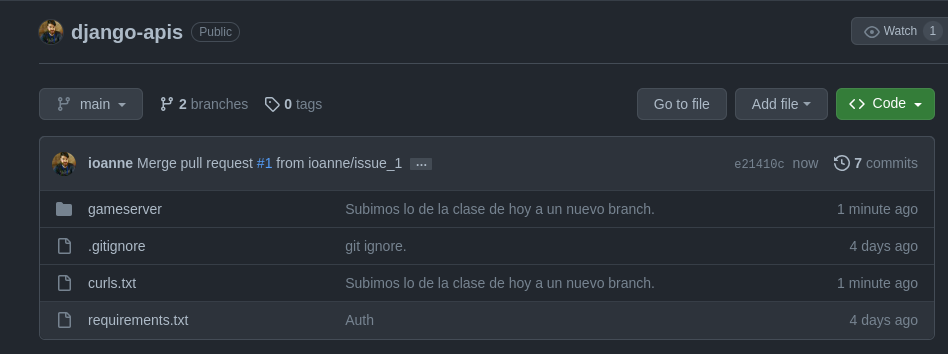 django-apis Public Watch 1
main 2 branches 0 tags Go to file Add file Code
ioanne Merge pull request #1 from ioanne/issue_1 ... e21410c now 7 commits
gameserver Subimos lo de la clase de hoy a un nuevo branch. 1 minute ago
.gitignore git ignore. 4 days ago
curls.txt Subimos lo de la clase de hoy a un nuevo branch. 1 minute ago
requirements.txt Auth 4 days ago